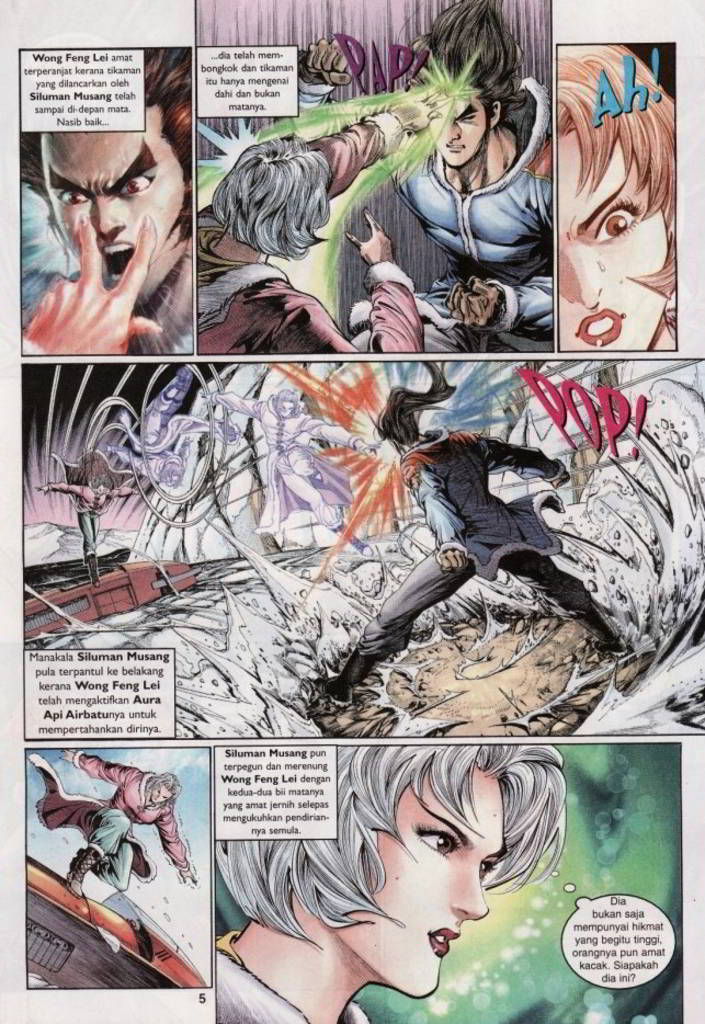 Wong Feng Lei amat
terperanjat kerana tikaman
yang dilancarkan oleh
Siluman Musang telah
sampai di-depan mata.
Nasib baik...
...dia telah mem-
bongkok dan tikaman
itu hanya mengenai
dahi dan bukan
matanya.
PAP!
Ah!
POP!
Manakala Siluman Musang
pula terpantul ke belakang
kerana Wong Feng Lei
telah mengaktifkan Aura
Api Airbatunya untuk
mempertahankan dirinya.
Siluman Musang pun
terpegun dan merenung
Wong Feng Lei dengan
kedua-dua bii matanya
yang amat jernih selepas
mengukuhkan pendirian-
nya semula.
Dia
bukan saja
mempunyai hikmat
yang begitu tinggi,
orangnya pun amat
kacak. Siapakah
dia ini?
5